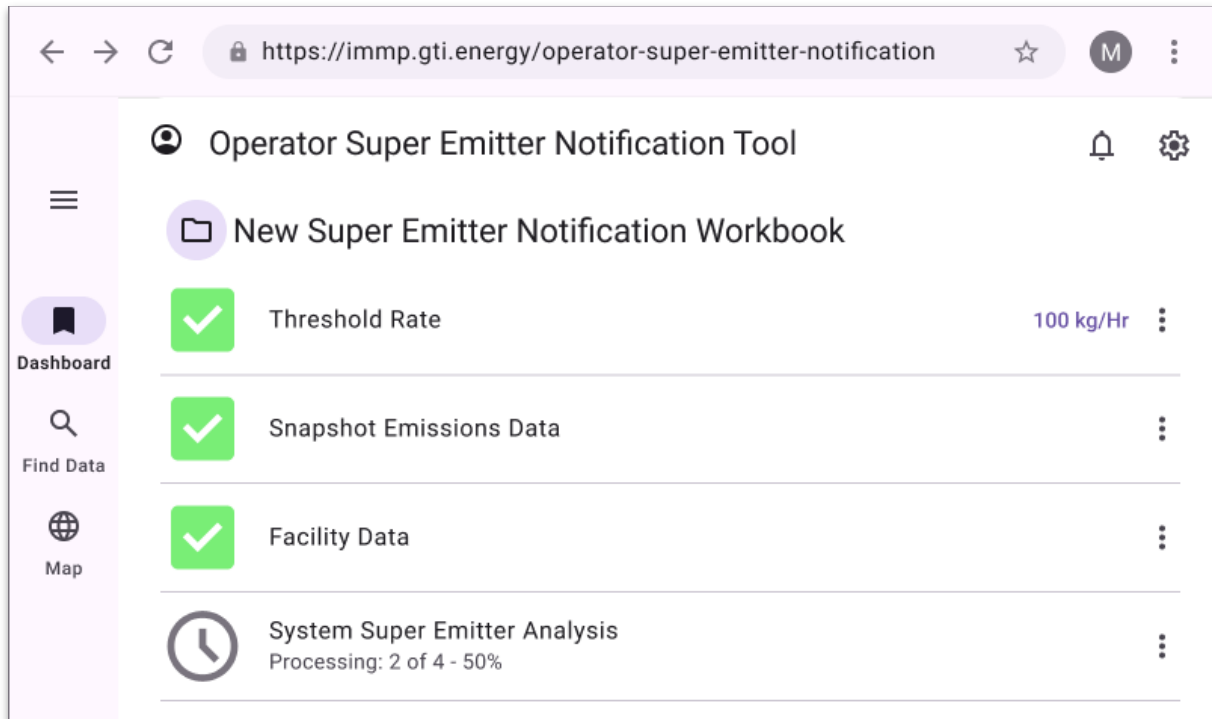 https://immp.gti.energy/operator-super-emitter-notification
M
Operator Super Emitter Notification Tool
New Super Emitter Notification Workbook
Dashboard
Find Data
Map
Threshold Rate
100 kg/Hr
Snapshot Emissions Data
Facility Data
System Super Emitter Analysis
Processing: 2 of 4 - 50%